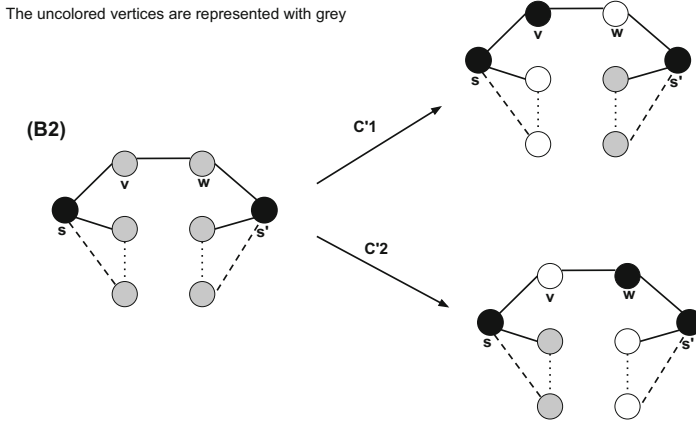 The uncolored vertices are represented with grey
v
w
s
s'
C'1
(B2)
v
w
s
s'
C'2
v
w
s
s'